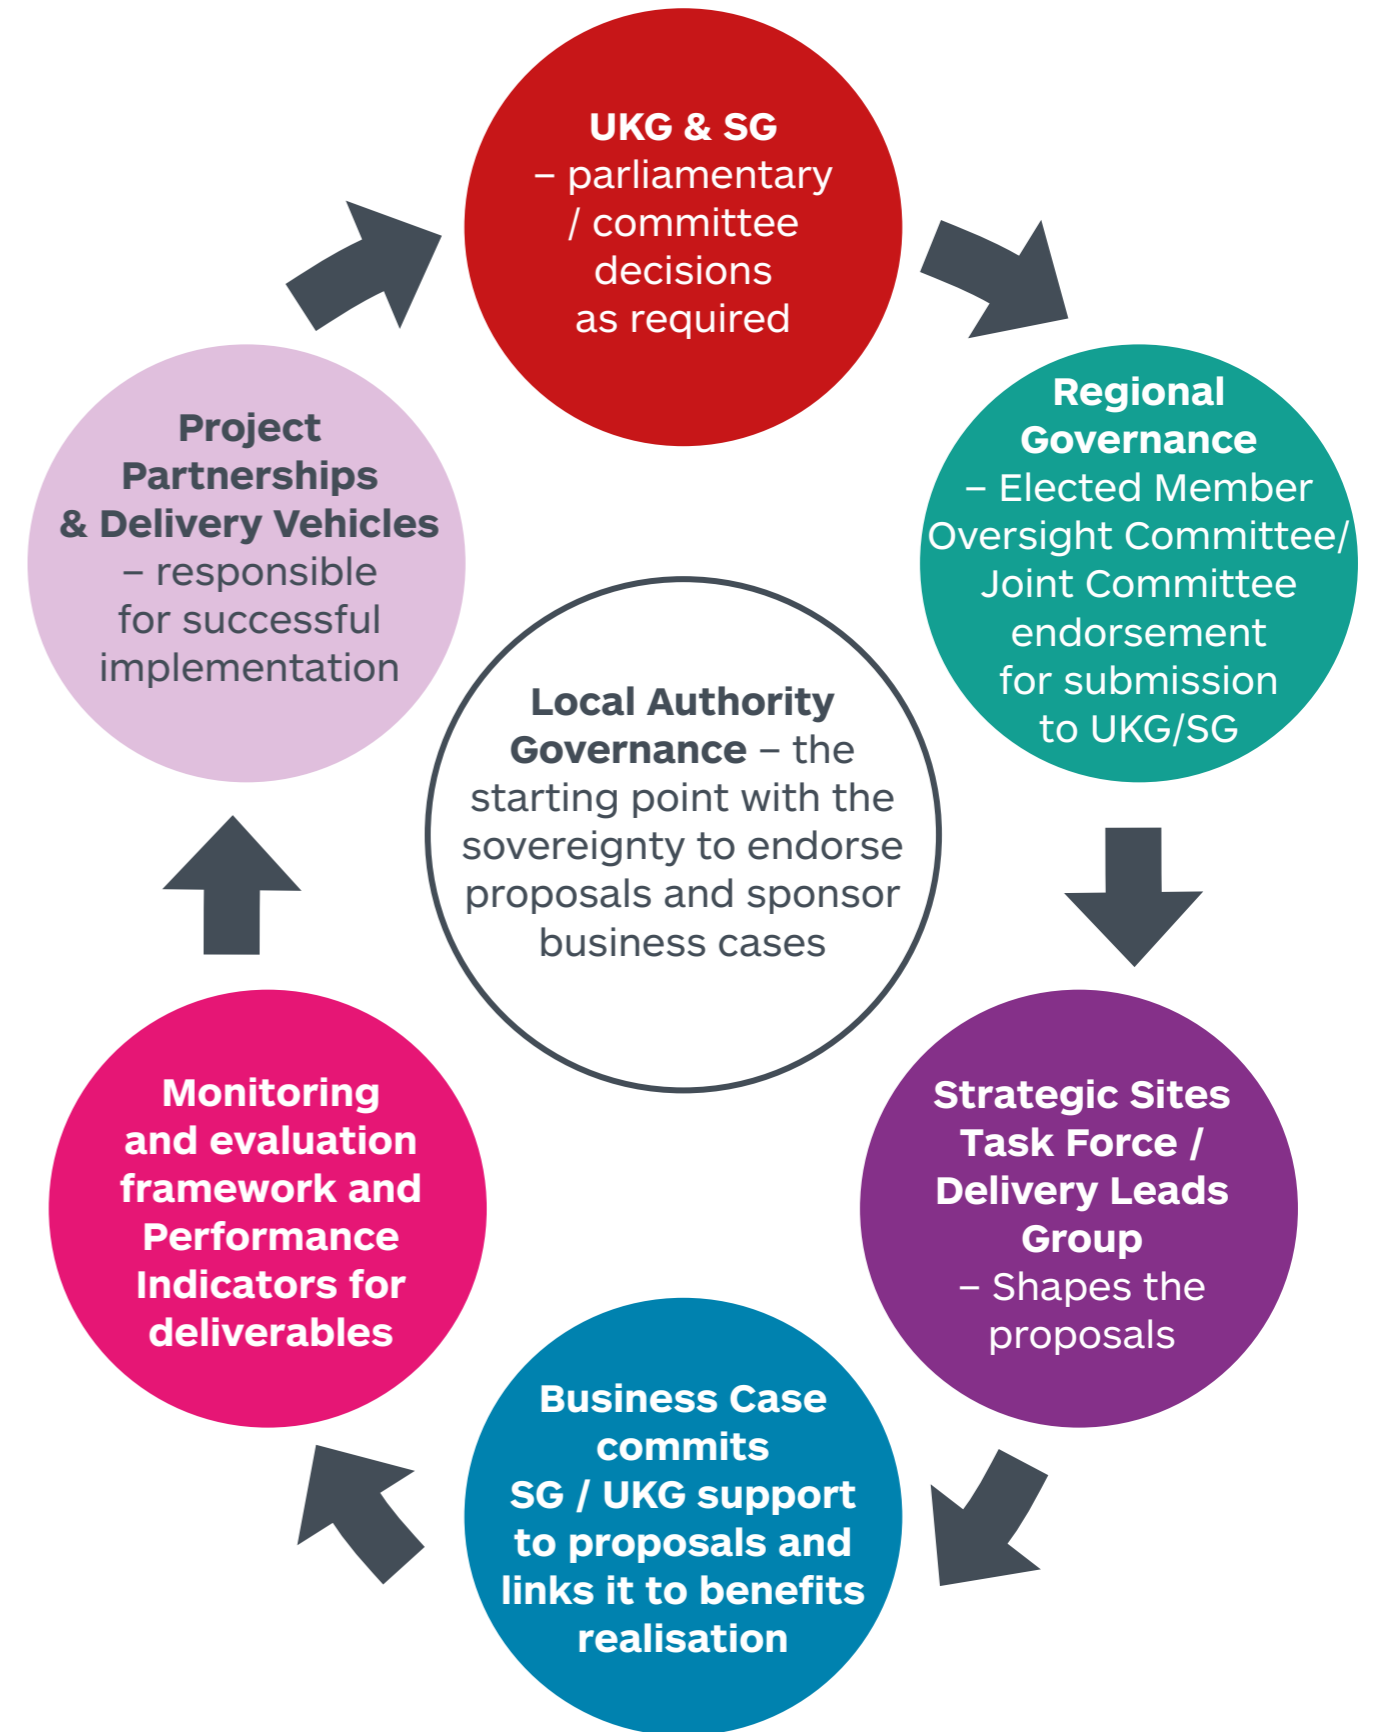 UKG & SG
– parliamentary
/ committee
decisions
as required
Regional
Governance
– Elected Member
Oversight Committee/
Joint Committee
endorsement
for submission
to UKG/SG
Project
Partnerships
& Delivery Vehicles
– responsible
for successful
implementation
Local Authority
Governance – the
starting point with the
sovereignty to endorse
proposals and sponsor
business cases
Strategic Sites
Task Force /
Delivery Leads
Group
– Shapes the
proposals
Monitoring
and evaluation
framework and
Performance
Indicators for
deliverables
Business Case
commits
SG / UKG support
to proposals and
links it to benefits
realisation